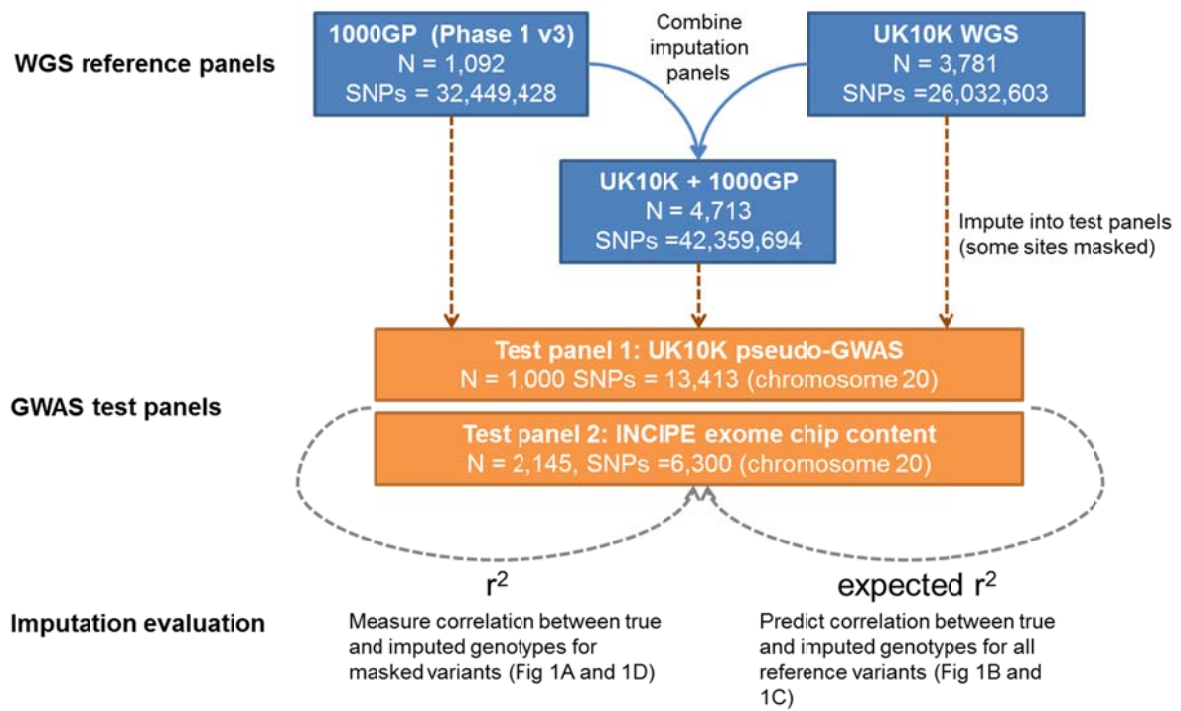 WGS reference panels
1000GP (Phase 1 v3)
N = 1,092
SNPs = 32,449,428
Combine
imputation
panels
UK10K WGS
N = 3,781
SNPs =26,032,603
UK10K + 1000GP
N = 4,713
SNPs =42,359,694
Impute into test panels
(some sites masked)
GWAS test panels
Test panel 1: UK10K pseudo-GWAS
N = 1,000 SNPs = 13,413 (chromosome 20)
Test panel 2: INCIPE exome chip content
N = 2,145, SNPs =6,300 (chromosome 20)
Imputation evaluation
r²
Measure correlation between true
and imputed genotypes for
masked variants (Fig 1A and 1D)
expected r²
Predict correlation between true
and imputed genotypes for all
reference variants (Fig 1B and
1C)